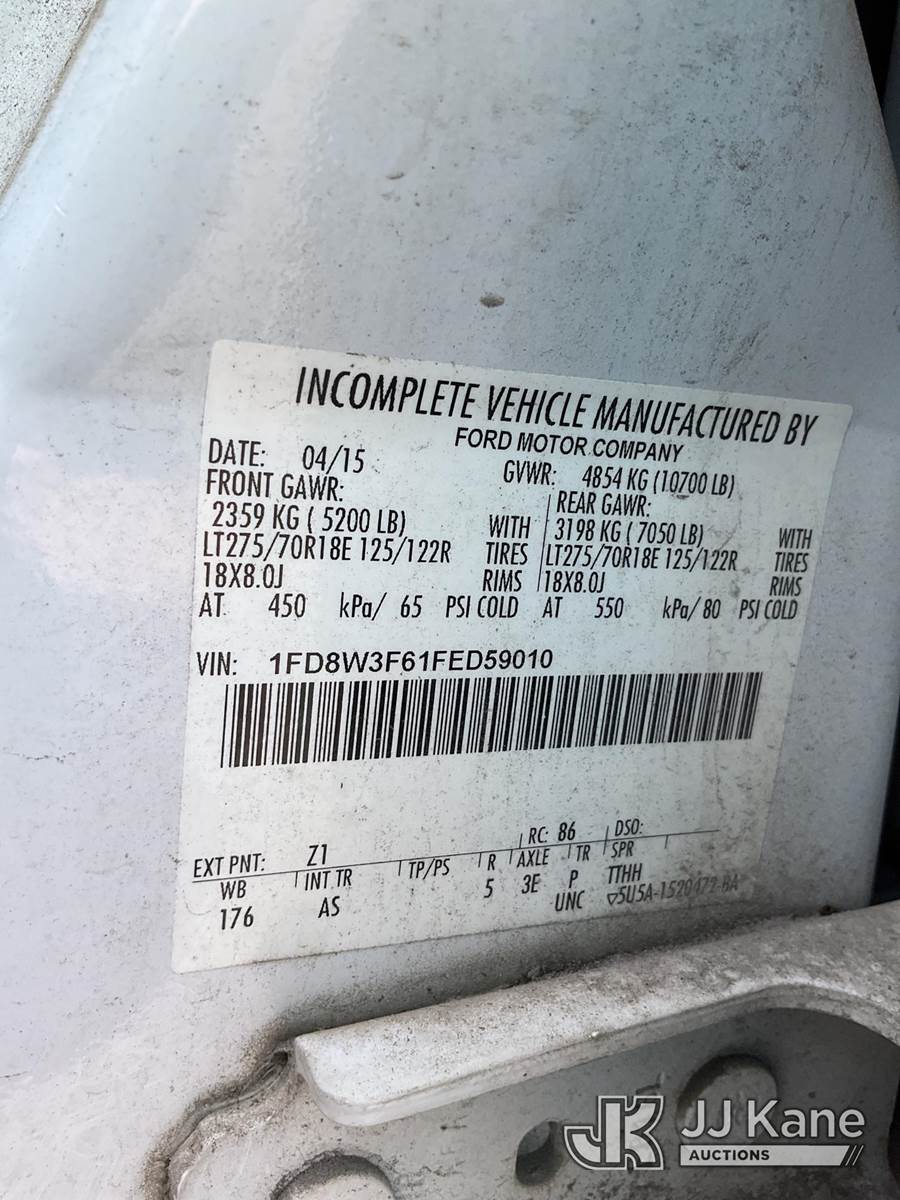 INCOMPLETE VEHICLE MANUFACTURED BY
FORD MOTOR COMPANY
DATE: 04/15 GVWR: 4854 KG (10700 LB)
FRONT GAWR: REAR GAWR:
2359 KG ( 5200 LB) WITH 3198 KG ( 7050 LB) WITH
LT275/70R18E 125/122R TIRES LT275/70R18E 125/122R TIRES
18X8.0J RIMS 18X8.0J RIMS
AT 450 kPa/ 65 PSI COLD AT 550 kPa/ 80 PSI COLD
VIN: 1FD8W3F61FED59010
EXT PNT: Z1 RC: 86 DSO:
WB INT TR TP/PS R AXLE TR SPR
176 AS 5 3E P TTHH
UNC
JK JJ Kane
AUCTIONS